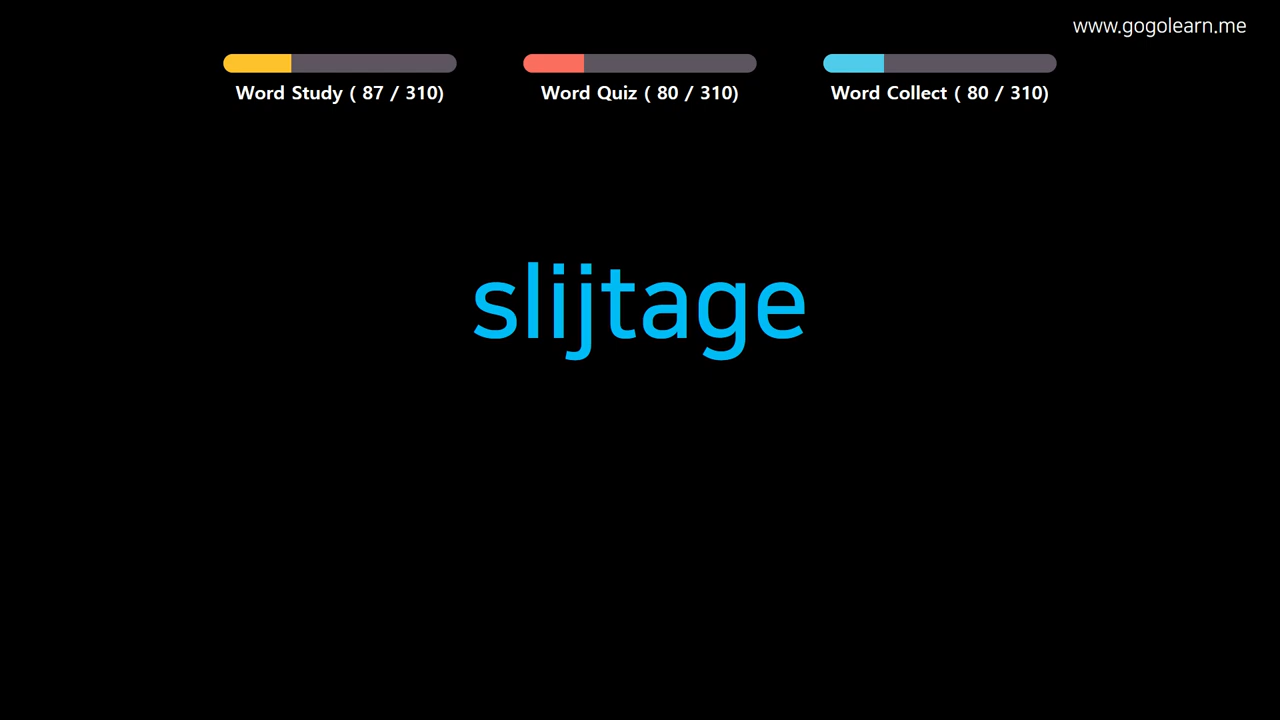 www.gogolearn.me
Word Study ( 87 / 310)
Word Quiz ( 80 / 310)
Word Collect ( 80 / 310)
slijtage